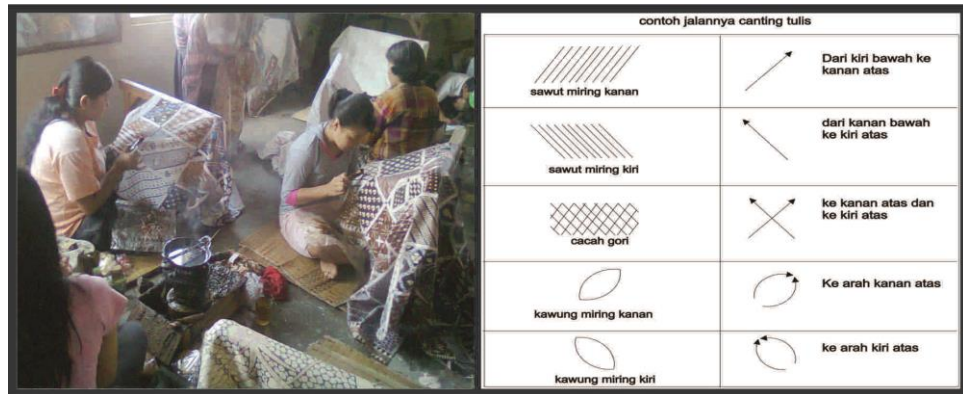 contoh jalannya canting tulis
sawut miring kanan
Dari kiri bawah ke
kanan atas
sawut miring kiri
dari kanan bawah
ke kiri atas
cacah gori
ke kanan atas dan
ke kiri atas
kawung miring kanan
Ke arah kanan atas
kawung miring kiri
ke arah kiri atas